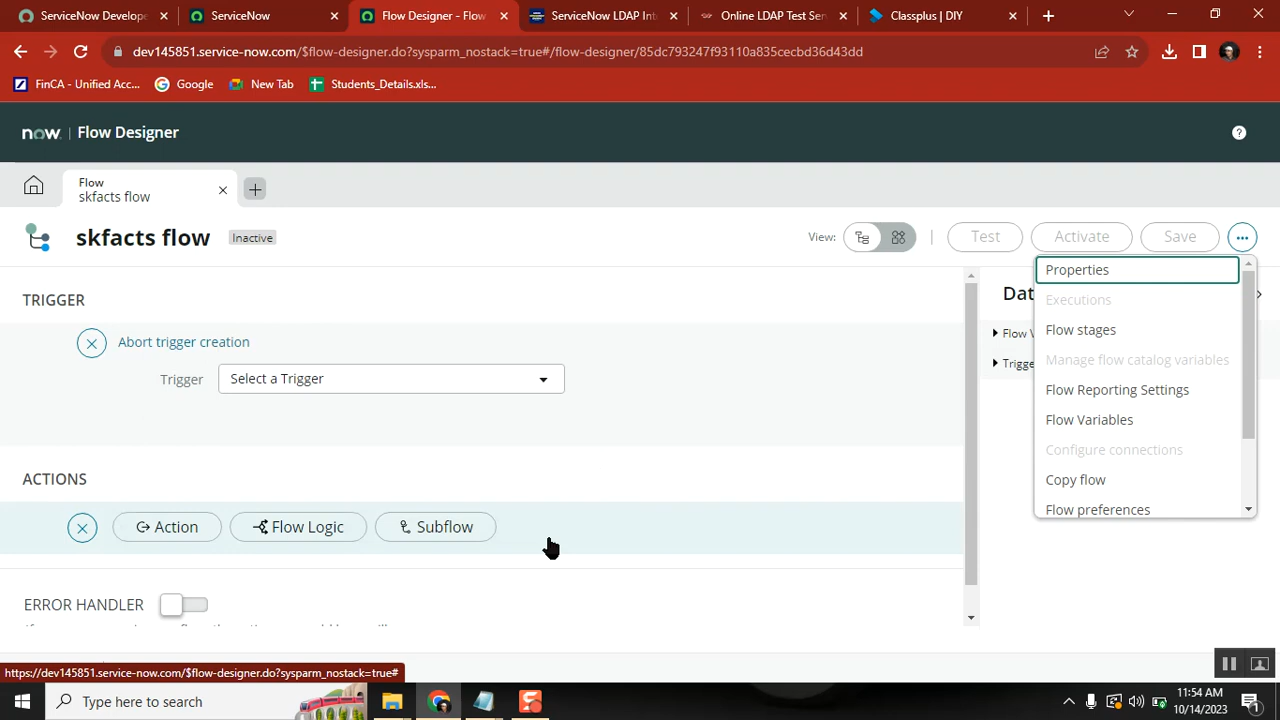 ServiceNow Develope
ServiceNow
Flow Designer - Flow
ServiceNow LDAP Int
Online LDAP Test Ser
Classplus | DIY
dev145851.service-now.com/$flow-designer.do?sysparm_nostack=true#/flow-designer/85dc793247f93110a835cecbd36d43dd
FinCA - Unified Acc...
Google
New Tab
Students_Details.xls...
now. | Flow Designer
Flow
skfacts flow
skfacts flow
Inactive
View:
Test
Activate
Save
TRIGGER
Abort trigger creation
Trigger
Select a Trigger
ACTIONS
Action
Flow Logic
Subflow
ERROR HANDLER
Dat
Flow V
Trigge
Properties
Executions
Flow stages
Manage flow catalog variables
Flow Reporting Settings
Flow Variables
Configure connections
Copy flow
Flow preferences
https://dev145851.service-now.com/$flow-designer.do?sysparm_nostack=true#
Type here to search
11:54 AM
10/14/2023
1